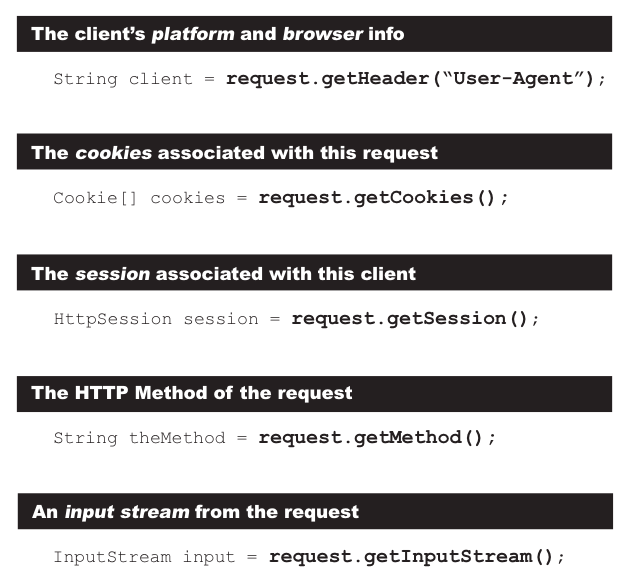 The client's platform and browser info
String client = request.getHeader(“User-Agent”);
The cookies associated with this request
Cookie[] cookies = request.getCookies();
The session associated with this client
HttpSession session = request.getSession();
The HTTP Method of the request
String theMethod = request.getMethod();
An input stream from the request
InputStream input = request.getInputStream();